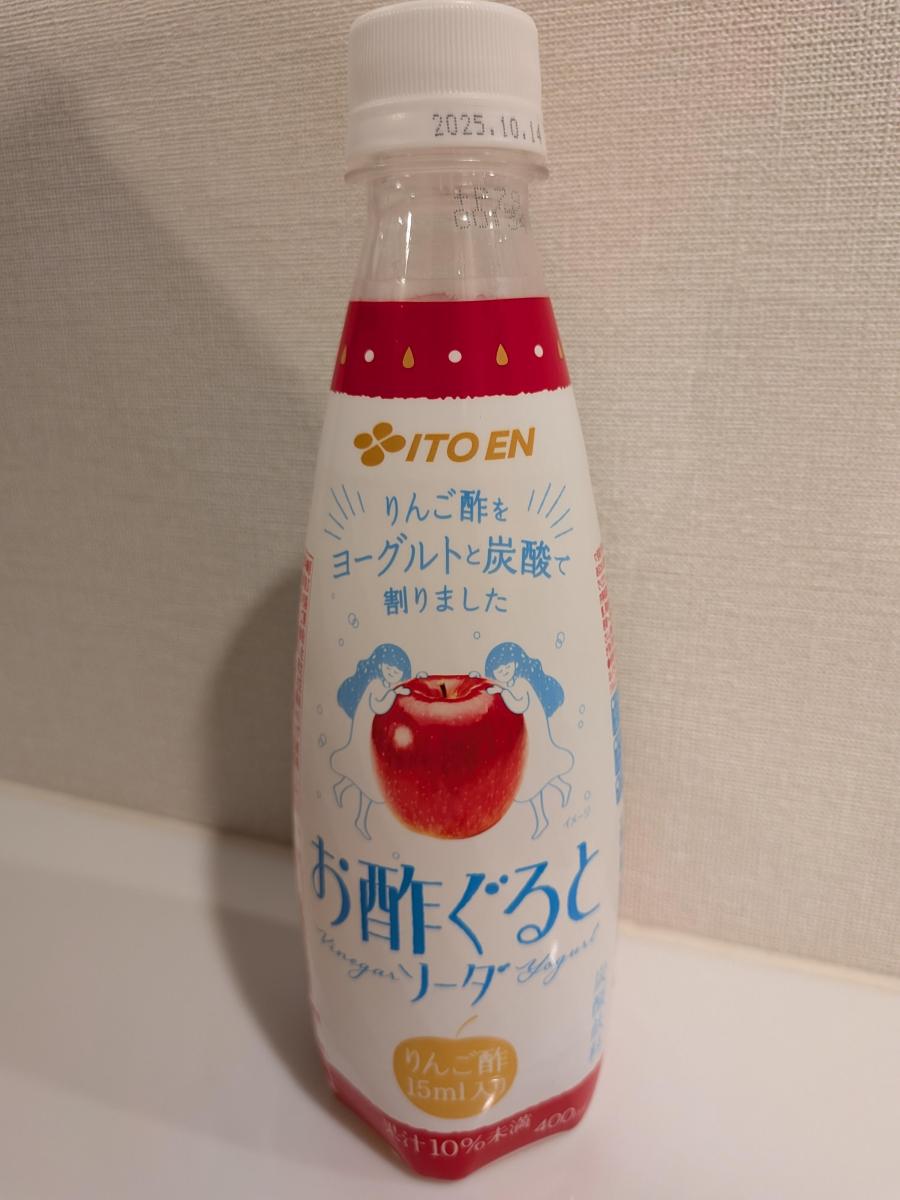 2025.10.14
ITO EN
りんご酢を
ヨーグルトと炭酸で
割りました
イメージ
お酢ぐると
Vinegar ソーダ Yogurt
炭酸飲料
りんご酢
15ml入り
果汁10%未満 400